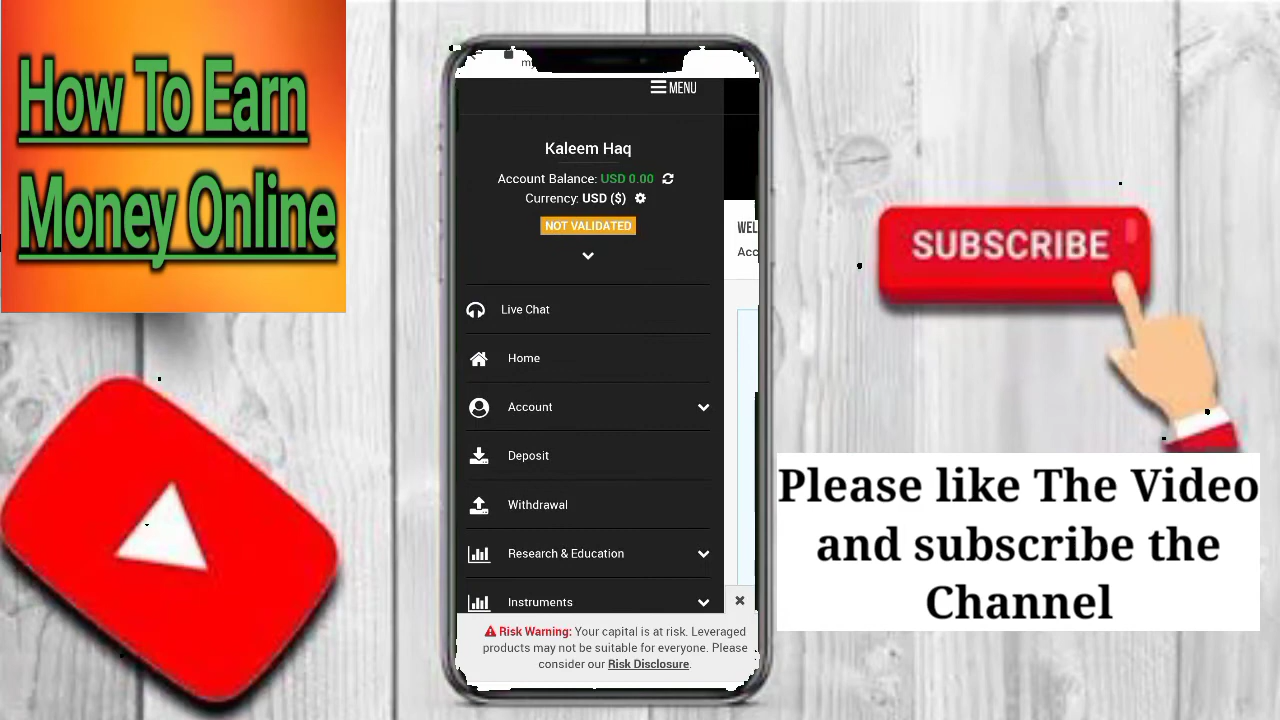 How To Earn
Money Online
MENU
Kaleem Haq
Account Balance: USD 0.00
Currency: USD ($)
NOT VALIDATED
Live Chat
Home
Account
Deposit
Withdrawal
Research & Education
Instruments
Risk Warning: Your capital is at risk. Leveraged
products may not be suitable for everyone. Please
consider our Risk Disclosure.
SUBSCRIBE
Please like The Video
and subscribe the
Channel